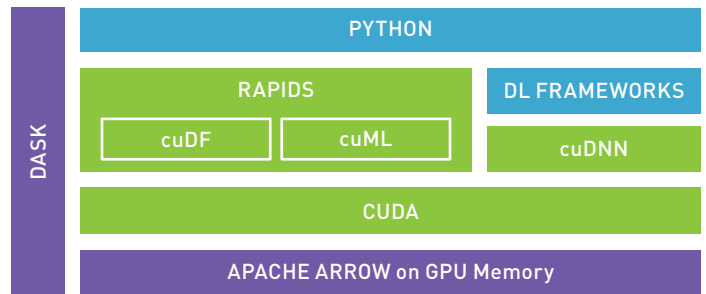 DASK
PYTHON
RAPIDS
cuDF
cuML
DL FRAMEWORKS
cuDNN
CUDA
APACHE ARROW on GPU Memory